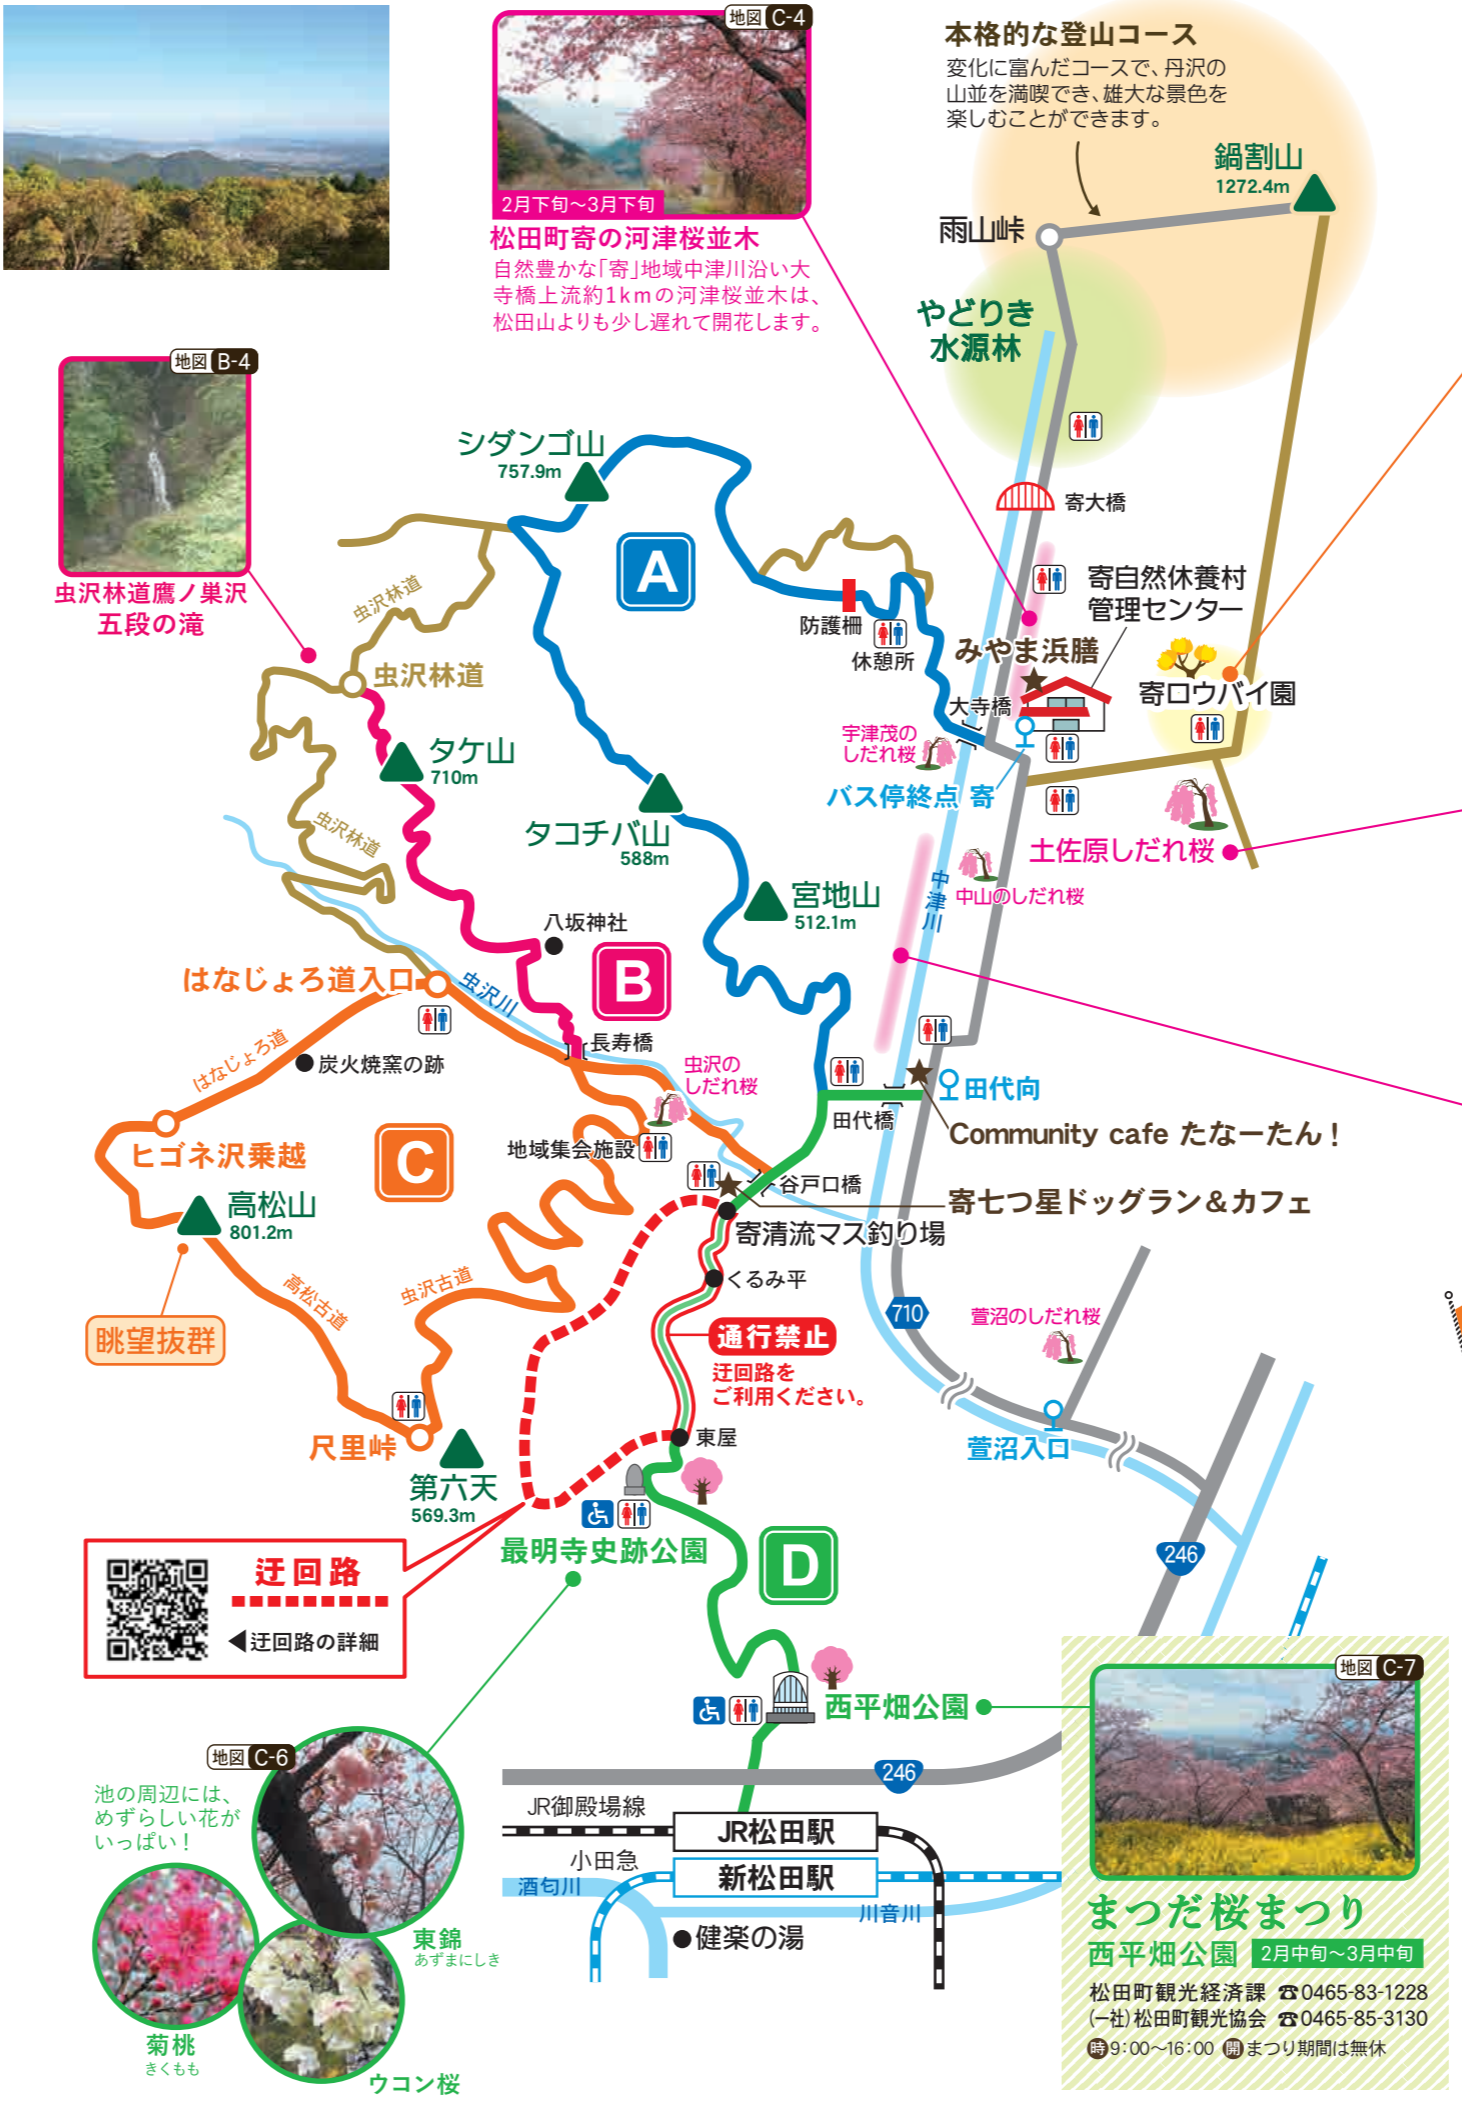 地図 C-4
2月下旬～3月下旬
松田町寄の河津桜並木
自然豊かな「寄」地域中津川沿い大
寺橋上流約1kmの河津桜並木は、
松田山よりも少し遅れて開花します。
本格的な登山コース
変化に富んだコースで、丹沢の
山並を満喫でき、雄大な景色を
楽しむことができます。
鍋割山
1272.4m
雨山峠
やどりき
水源林
地図 B-4
虫沢林道鷹ノ巣沢
五段の滝
シダンゴ山
757.9m
A
寄大橋
虫沢林道
防護柵
休憩所
寄自然休養村
管理センター
みやま浜膳
虫沢林道
大寺橋
寄ロウバイ園
宇津茂の
しだれ桜
タケ山
710m
バス停終点 寄
虫沢林道
タコチバ山
588m
土佐原しだれ桜
中津川
中山のしだれ桜
宮地山
512.1m
八坂神社
B
はなじょろ道入口
虫沢川
長寿橋
はなじょろ道
炭火焼窯の跡
虫沢の
しだれ桜
田代向
田代橋
Community cafe たなーたん！
ヒゴネ沢乗越
C
地域集会施設
谷戸口橋
高松山
801.2m
寄七つ星ドッグラン＆カフェ
寄清流マス釣り場
くるみ平
高松古道
虫沢古道
眺望抜群
710
萱沼のしだれ桜
通行禁止
迂回路を
ご利用ください。
尺里峠
東屋
萱沼入口
第六天
569.3m
最明寺史跡公園
D
246
迂回路
◀迂回路の詳細
西平畑公園
地図 C-7
地図 C-6
池の周辺には、
めずらしい花が
いっぱい！
246
JR御殿場線
JR松田駅
小田急
新松田駅
酒匂川
川音川
健楽の湯
東錦
あずまにしき
菊桃
きくもも
ウコン桜
まつだ桜まつり
西平畑公園 2月中旬～3月中旬
松田町観光経済課 ☎0465-83-1228
(一社)松田町観光協会 ☎0465-85-3130
時9：00～16：00 開まつり期間は無休